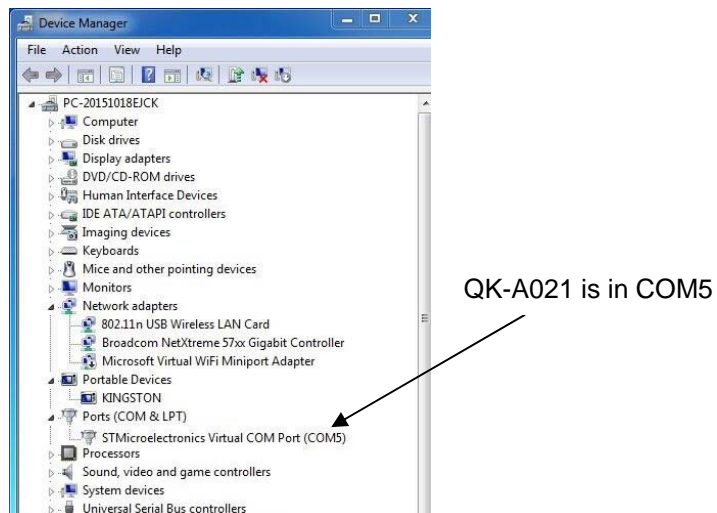 Device Manager
File Action View Help
PC-20151018EJCK
Computer
Disk drives
Display adapters
DVD/CD-ROM drives
Human Interface Devices
IDE ATA/ATAPI controllers
Imaging devices
Keyboards
Mice and other pointing devices
Monitors
Network adapters
802.11n USB Wireless LAN Card
Broadcom NetXtreme 57xx Gigabit Controller
Microsoft Virtual WiFi Miniport Adapter
Portable Devices
KINGSTON
Ports (COM & LPT)
STMicroelectronics Virtual COM Port (COM5)
Processors
Sound, video and game controllers
System devices
Universal Serial Bus controllers
QK-A021 is in COM5